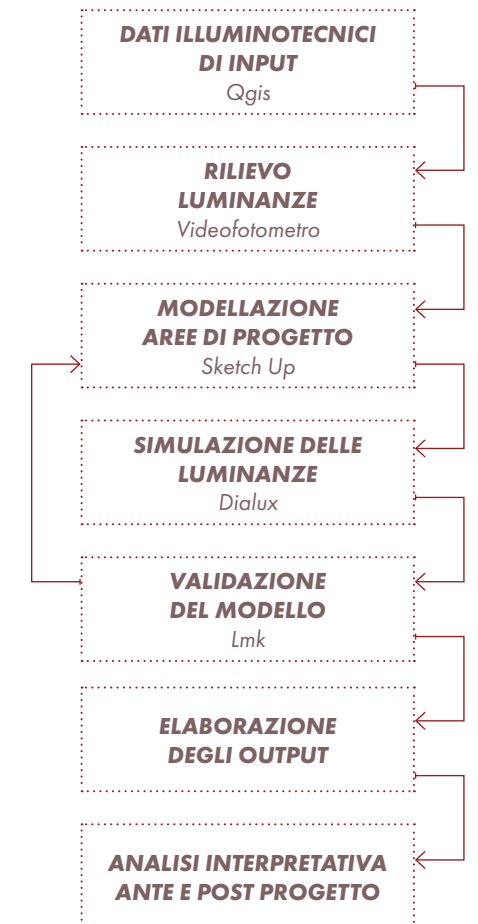 DATI ILLUMINOTECNICI
DI INPUT
Qgis
RILIEVO
LUMINANZE
Videofotometro
MODELLAZIONE
AREE DI PROGETTO
Sketch Up
SIMULAZIONE DELLE
LUMINANZE
Dialux
VALIDAZIONE
DEL MODELLO
Lmk
ELABORAZIONE
DEGLI OUTPUT
ANALISI INTERPRETATIVA
ANTE E POST PROGETTO